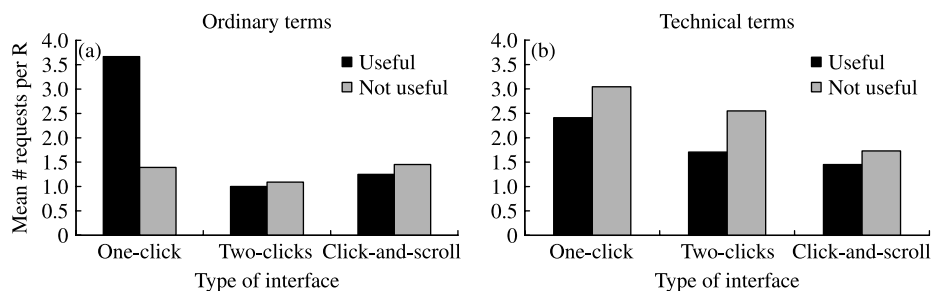 Ordinary terms
Mean # requests per R
4.0
3.5
3.0
2.5
2.0
1.5
1.0
0.5
0
(a)
Useful
Not useful
One-click Two-clicks Click-and-scroll
Type of interface
Technical terms
4.0
3.5
3.0
2.5
2.0
1.5
1.0
0.5
0
(b)
Useful
Not useful
One-click Two-clicks Click-and-scroll
Type of interface